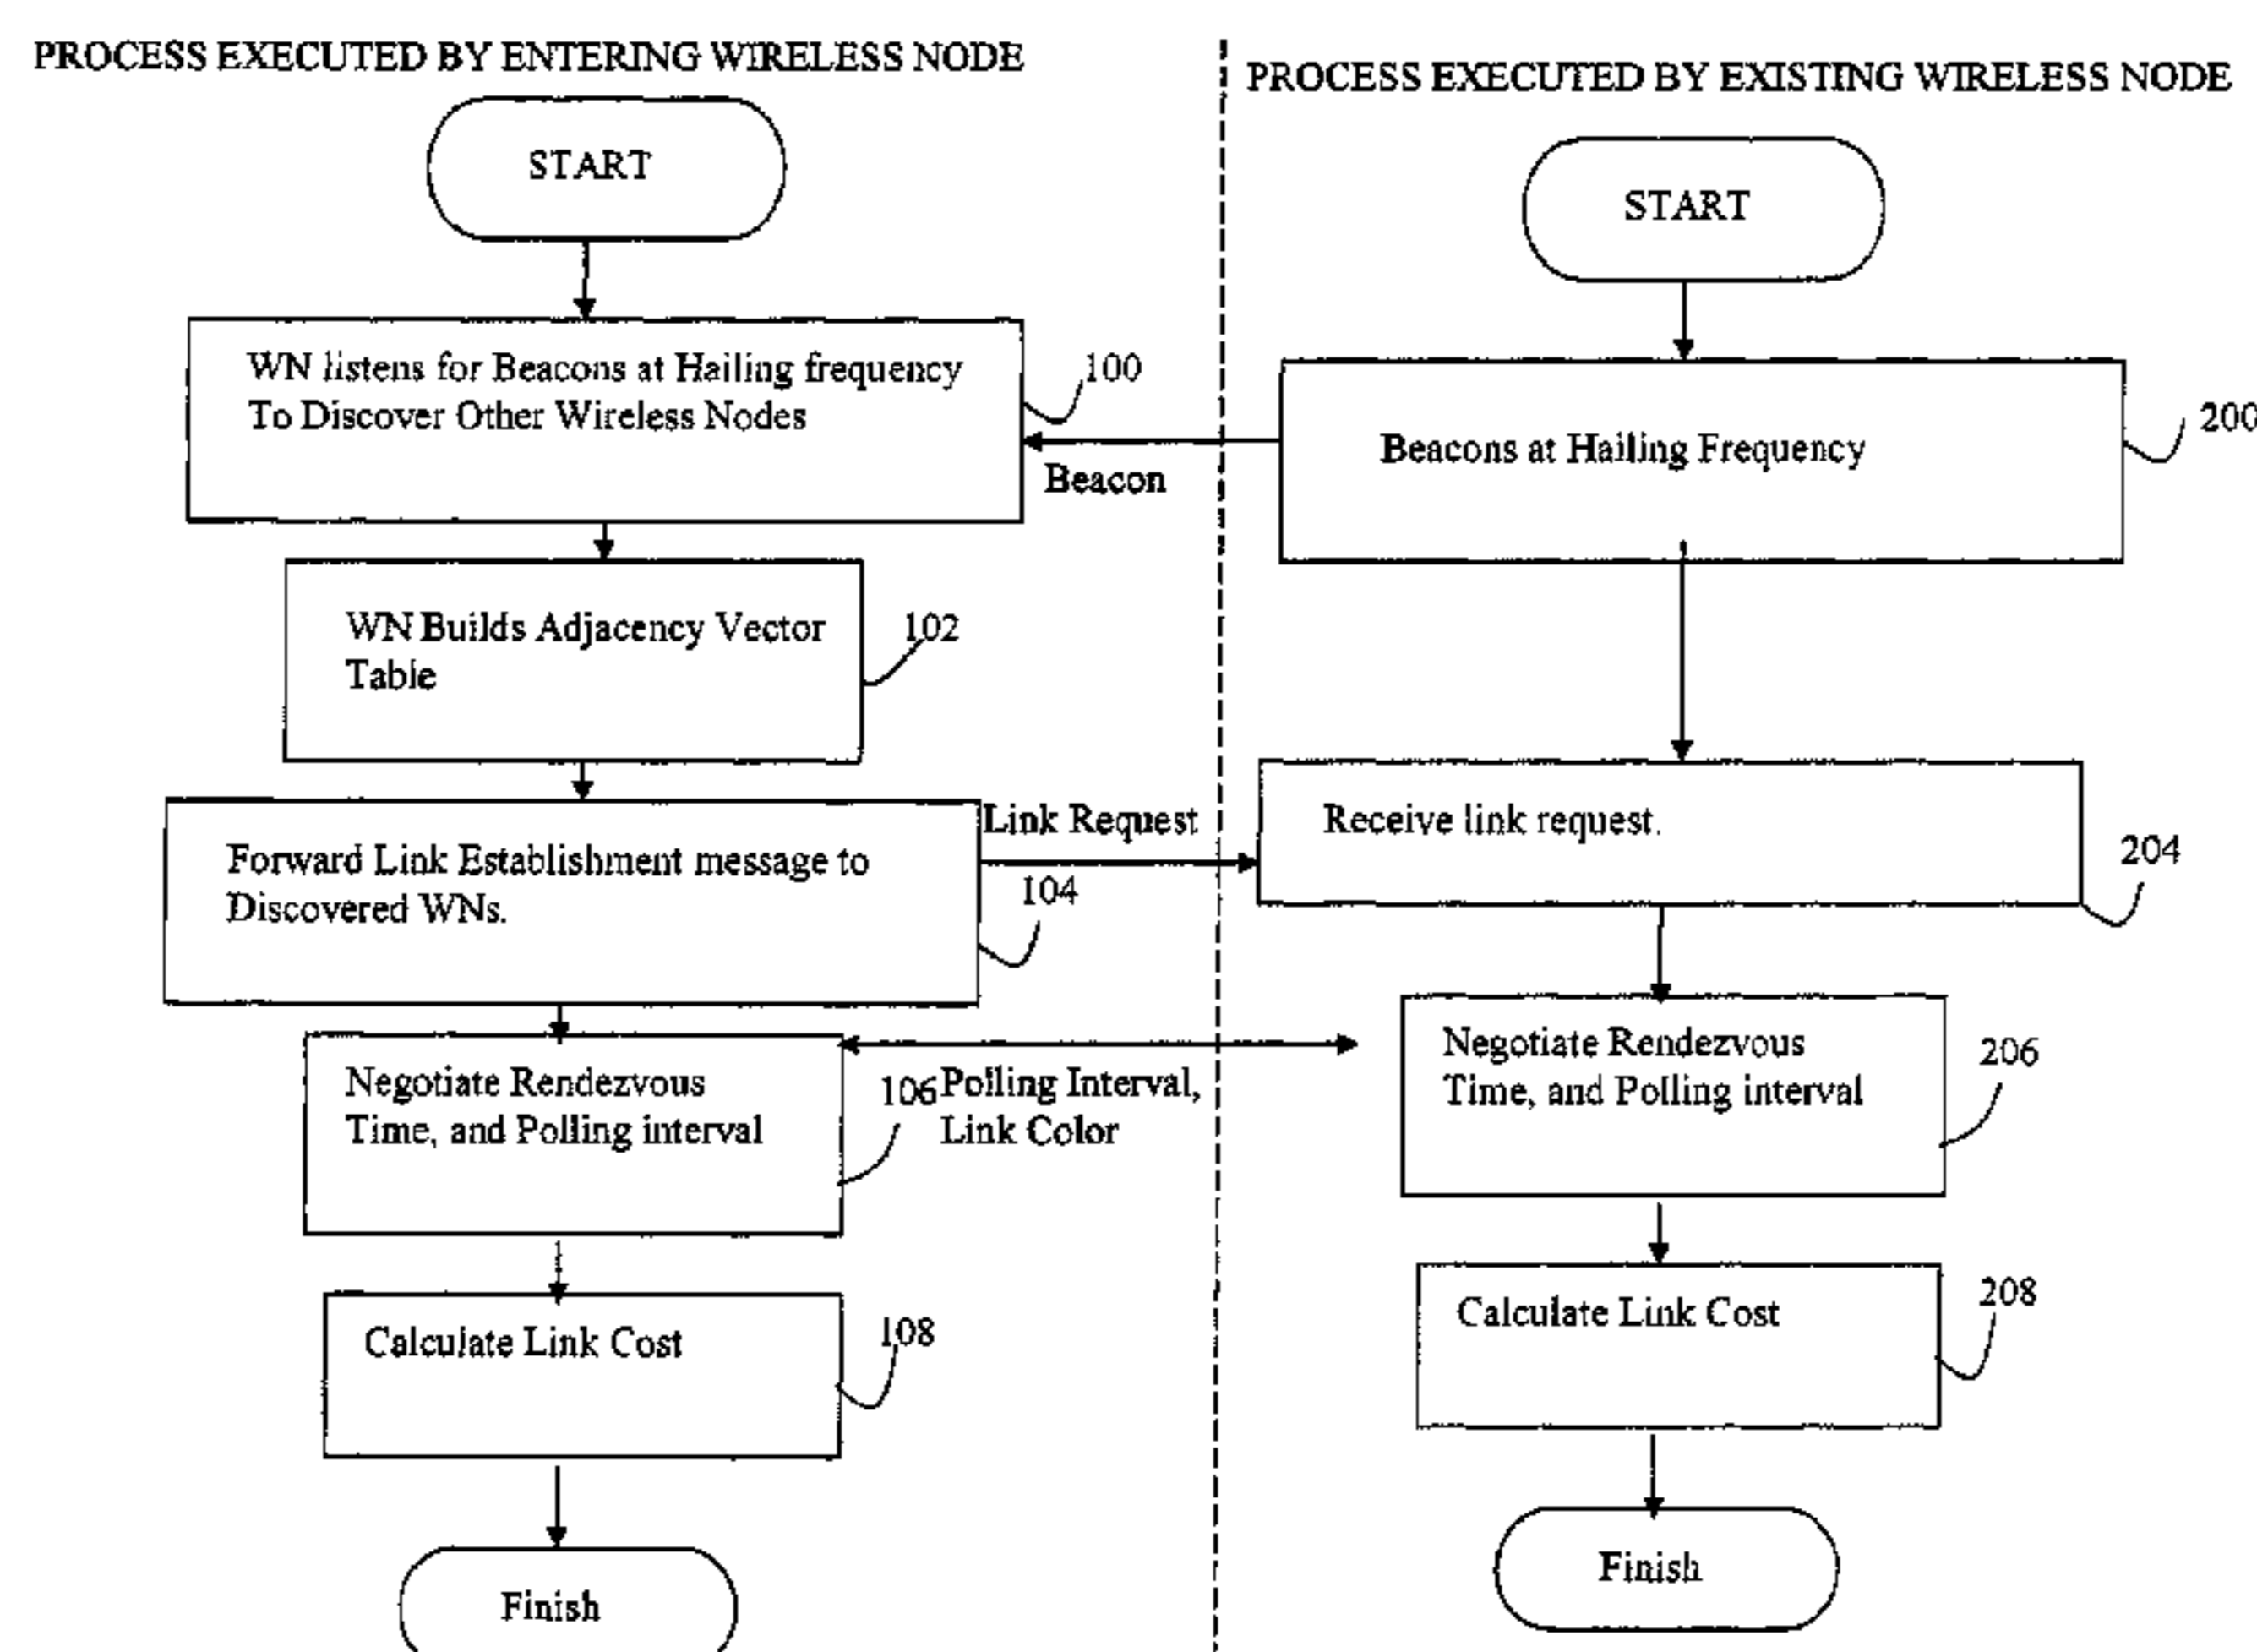 PROCESS EXECUTED BY ENTERING WIRELESS NODE
START
WN listens for Beacons at Hailing frequency
To Discover Other Wireless Nodes
100
Beacon
WN Builds Adjacency Vector
Table
102
Forward Link Establishment message to
Discovered WNs.
Link Request
104
Negotiate Rendezvous
Time, and Polling interval
106
Polling Interval,
Link Color
Calculate Link Cost
108
Finish
PROCESS EXECUTED BY EXISTING WIRELESS NODE
START
Beacons at Hailing Frequency
200
Receive link request.
204
Negotiate Rendezvous
Time, and Polling interval
206
Calculate Link Cost
208
Finish